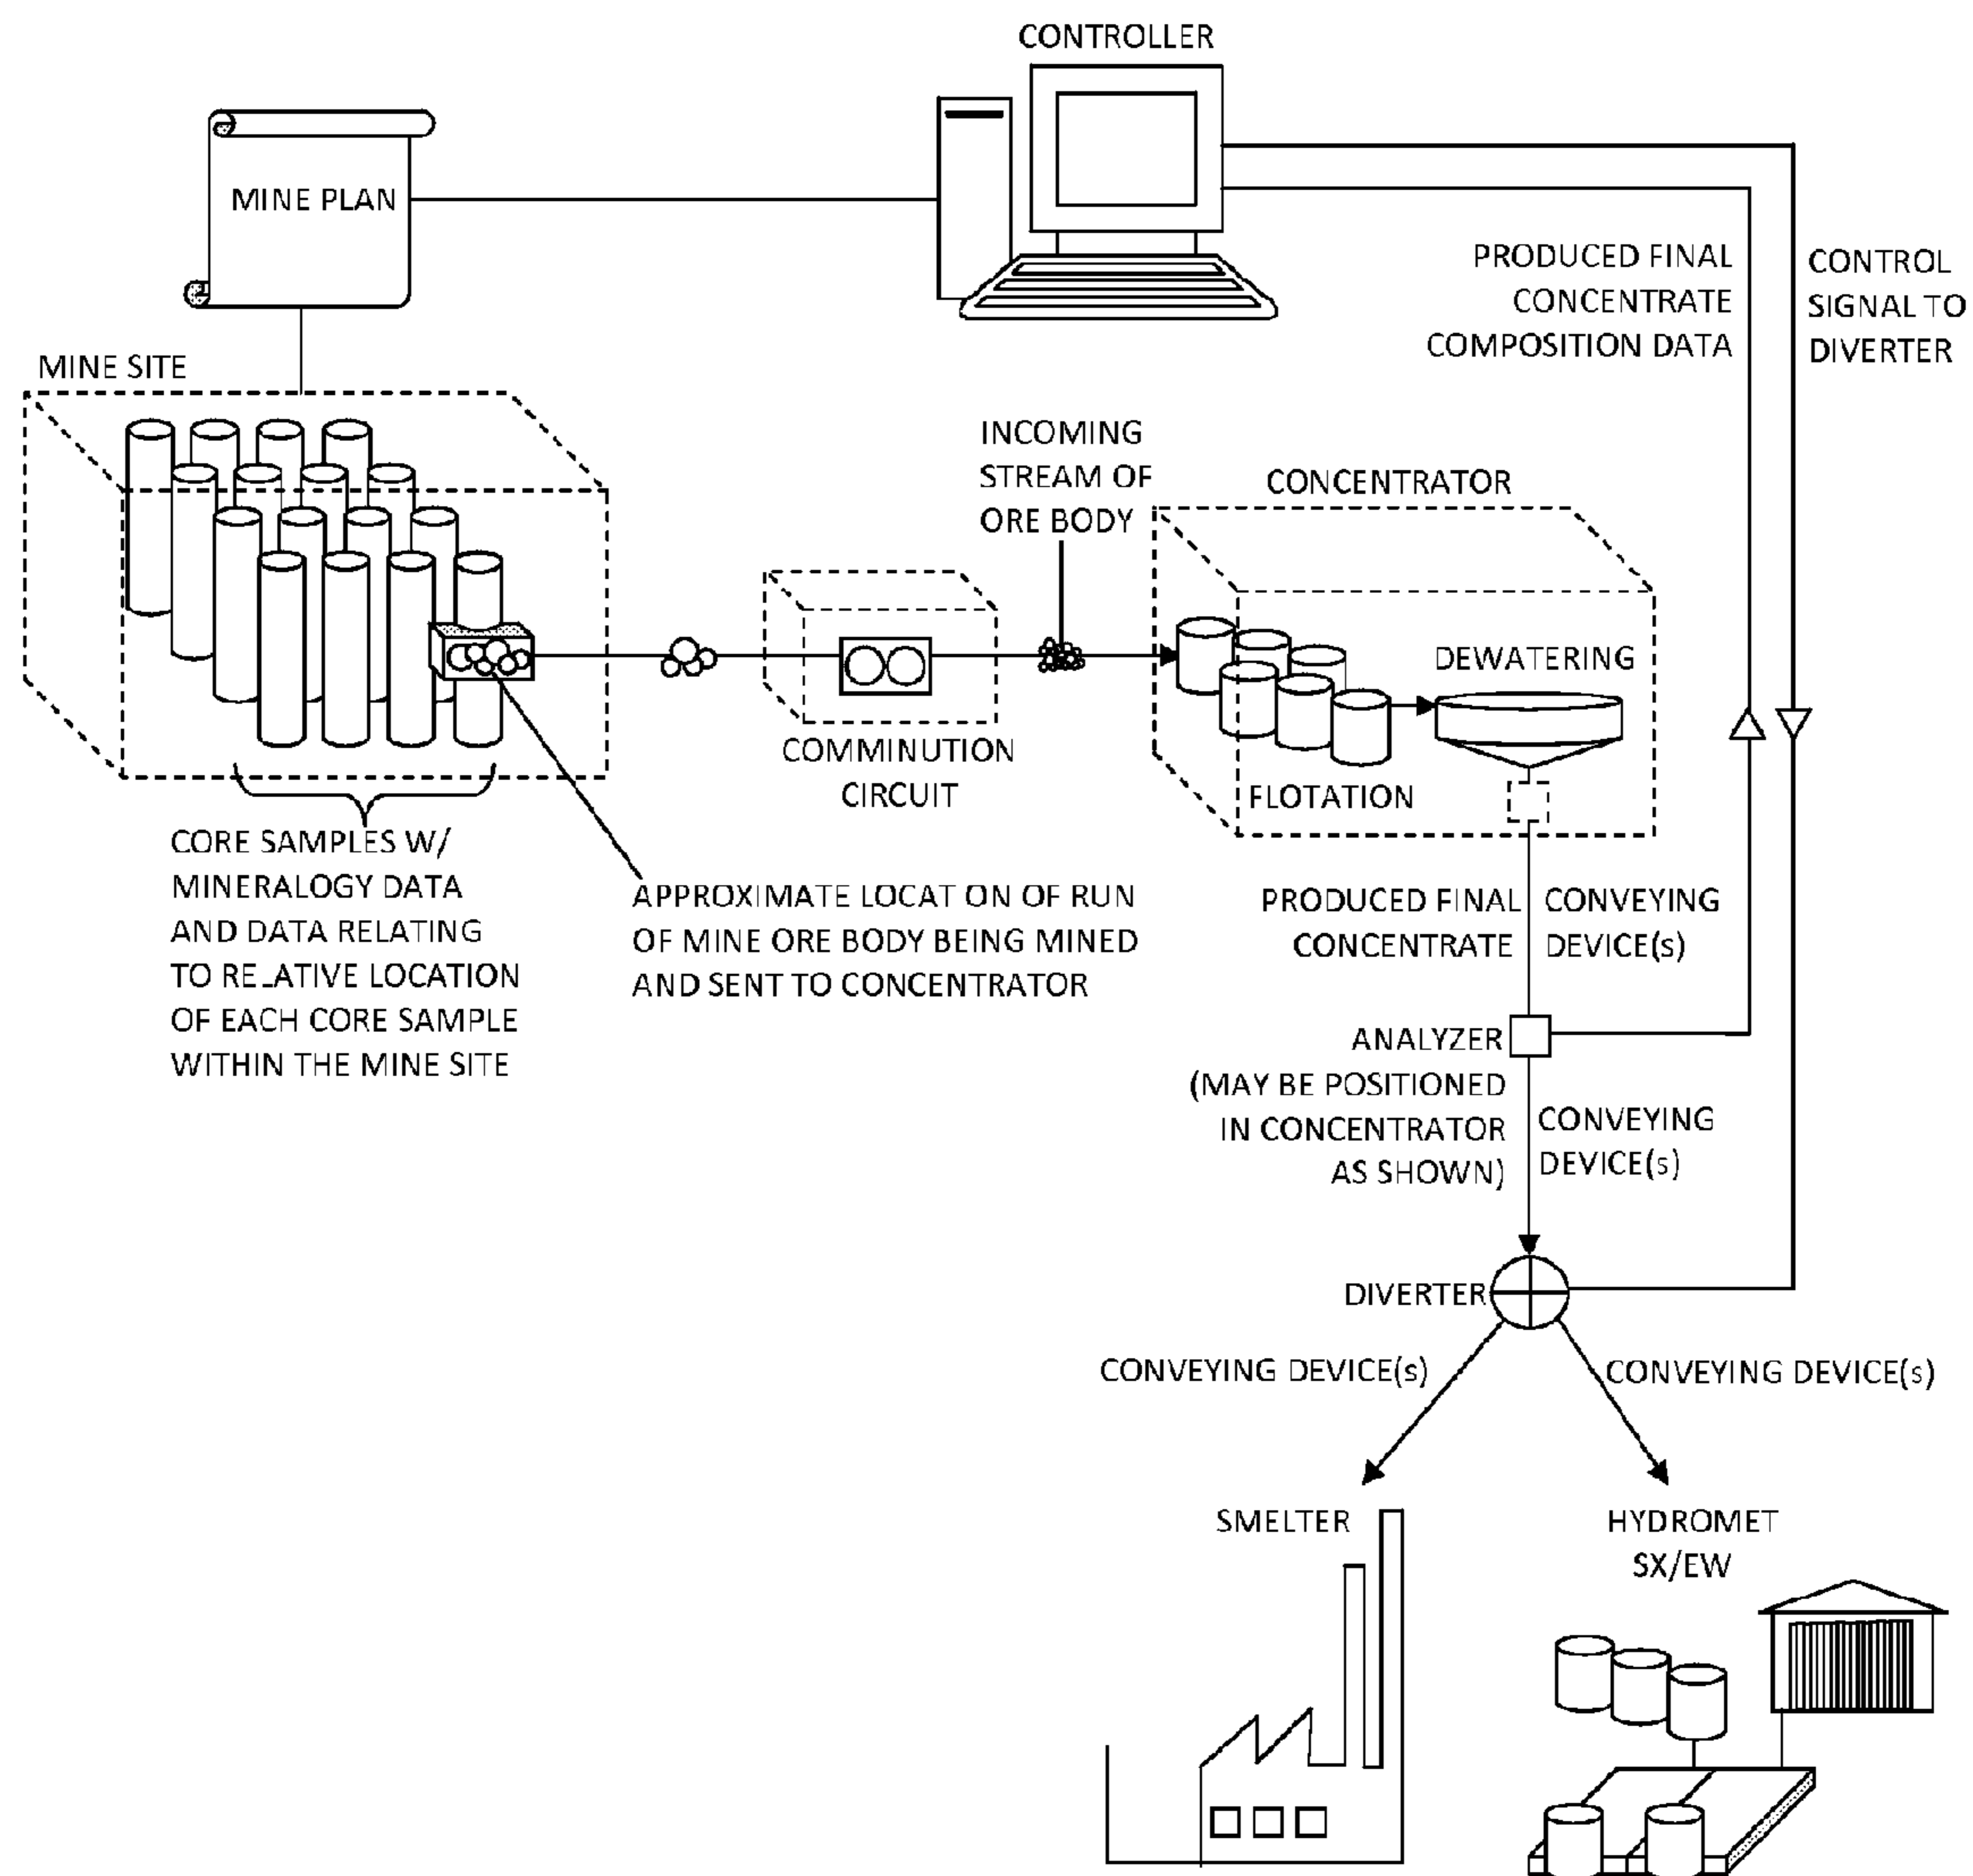 CONTROLLER
MINE PLAN
PRODUCED FINAL
CONCENTRATE
COMPOSITION DATA
CONTROL
SIGNAL TO
DIVERTER
MINE SITE
INCOMING
STREAM OF
ORE BODY
CONCENTRATOR
DEWATERING
FLOTATION
COMMINUTION
CIRCUIT
CORE SAMPLES W/
MINERALOGY DATA
AND DATA RELATING
TO RELATIVE LOCATION
OF EACH CORE SAMPLE
WITHIN THE MINE SITE
APPROXIMATE LOCATION OF RUN
OF MINE ORE BODY BEING MINED
AND SENT TO CONCENTRATOR
PRODUCED FINAL
CONCENTRATE
CONVEYING
DEVICE(s)
ANALYZER
(MAY BE POSITIONED
IN CONCENTRATOR
AS SHOWN)
CONVEYING
DEVICE(s)
DIVERTER
CONVEYING DEVICE(s)
CONVEYING DEVICE(s)
SMELTER
HYDROMET
SX/EW